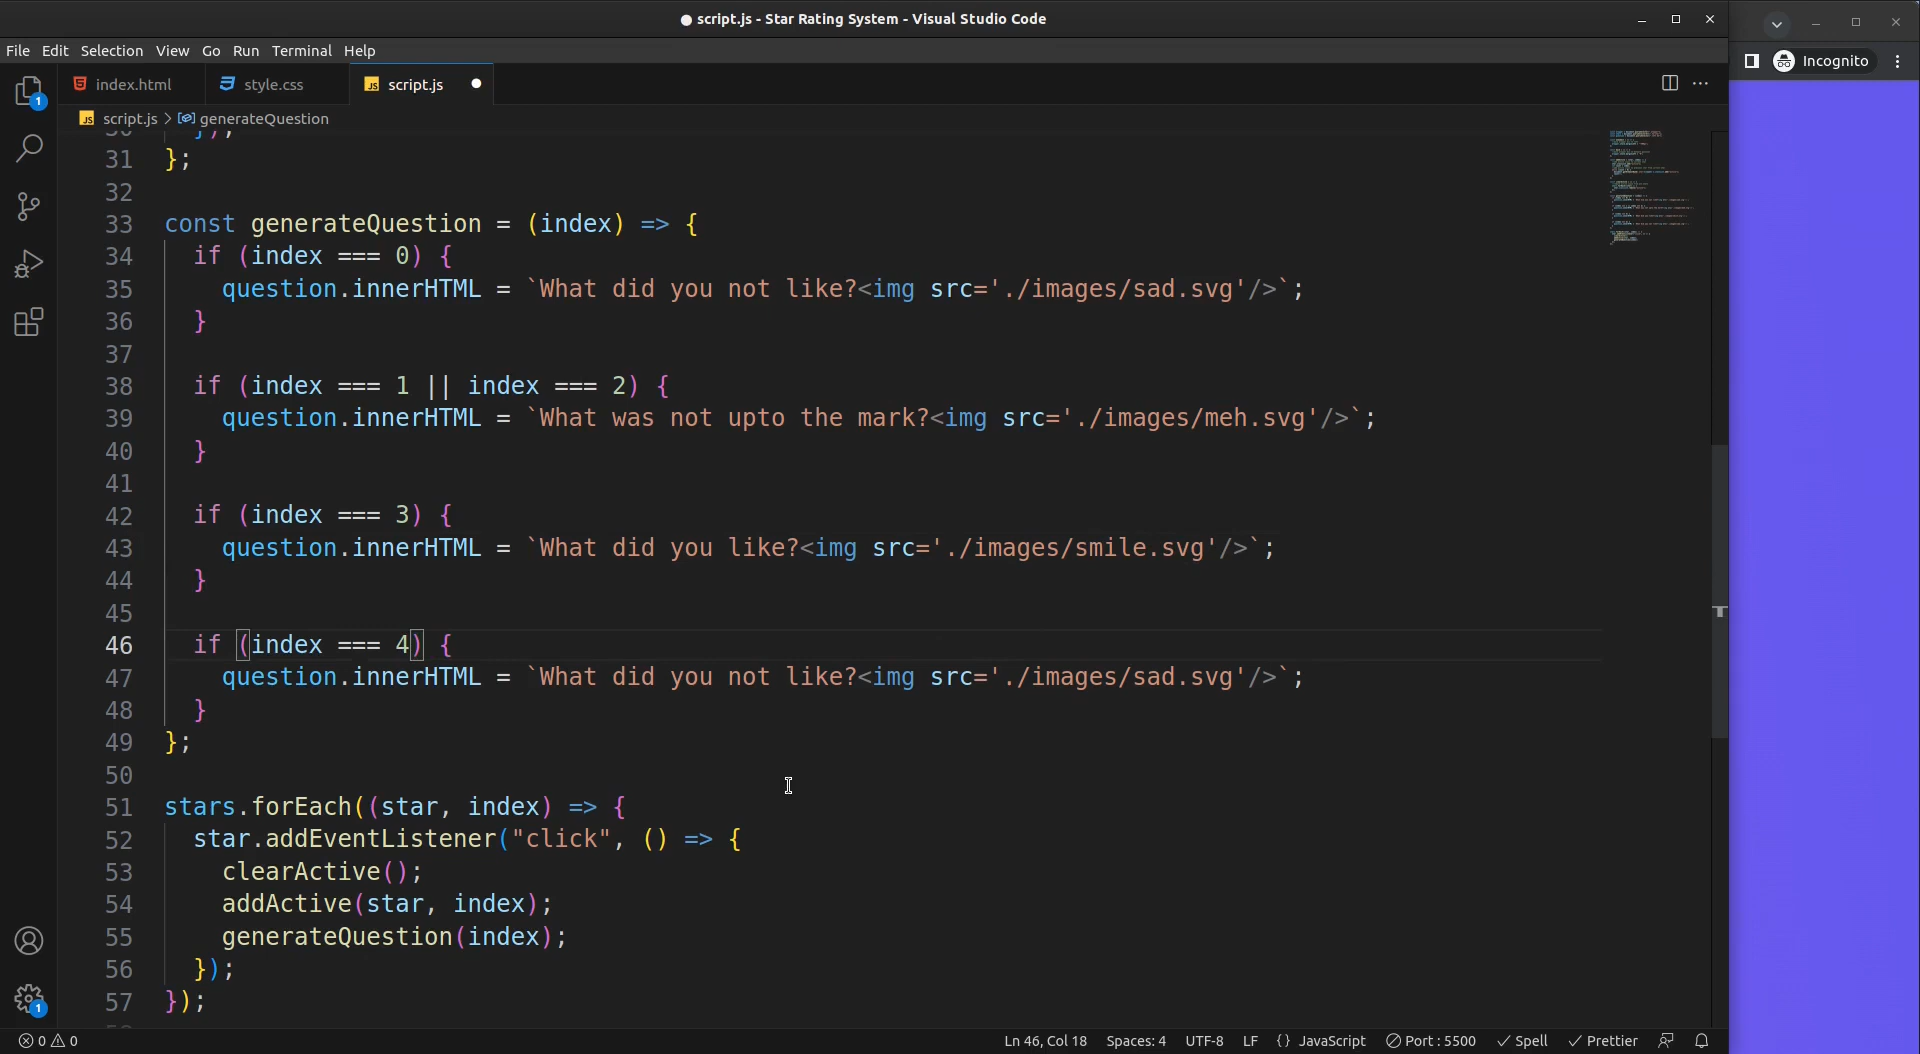 script.js - Star Rating System - Visual Studio Code
File Edit Selection View Go Run Terminal Help
Incognito
1
index.html style.css JS script.js
JS script.js > generateQuestion
30 });
31 };
32
33 const generateQuestion = (index) => {
34 if (index === 0) {
35 question.innerHTML = `What did you not like?<img src='./images/sad.svg'/>`;
36 }
37
38 if (index === 1 || index === 2) {
39 question.innerHTML = `What was not upto the mark?<img src='./images/meh.svg'/>`;
40 }
41
42 if (index === 3) {
43 question.innerHTML = `What did you like?<img src='./images/smile.svg'/>`;
44 }
45
46 if (index === 4) {
47 question.innerHTML = `What did you not like?<img src='./images/sad.svg'/>`;
48 }
49 };
50
51 stars.forEach((star, index) => {
52 star.addEventListener("click", () => {
53 clearActive();
54 addActive(star, index);
55 generateQuestion(index);
56 });
57 });
1
0 0 Ln 46, Col 18 Spaces: 4 UTF-8 LF {} JavaScript Port : 5500 Spell Prettier